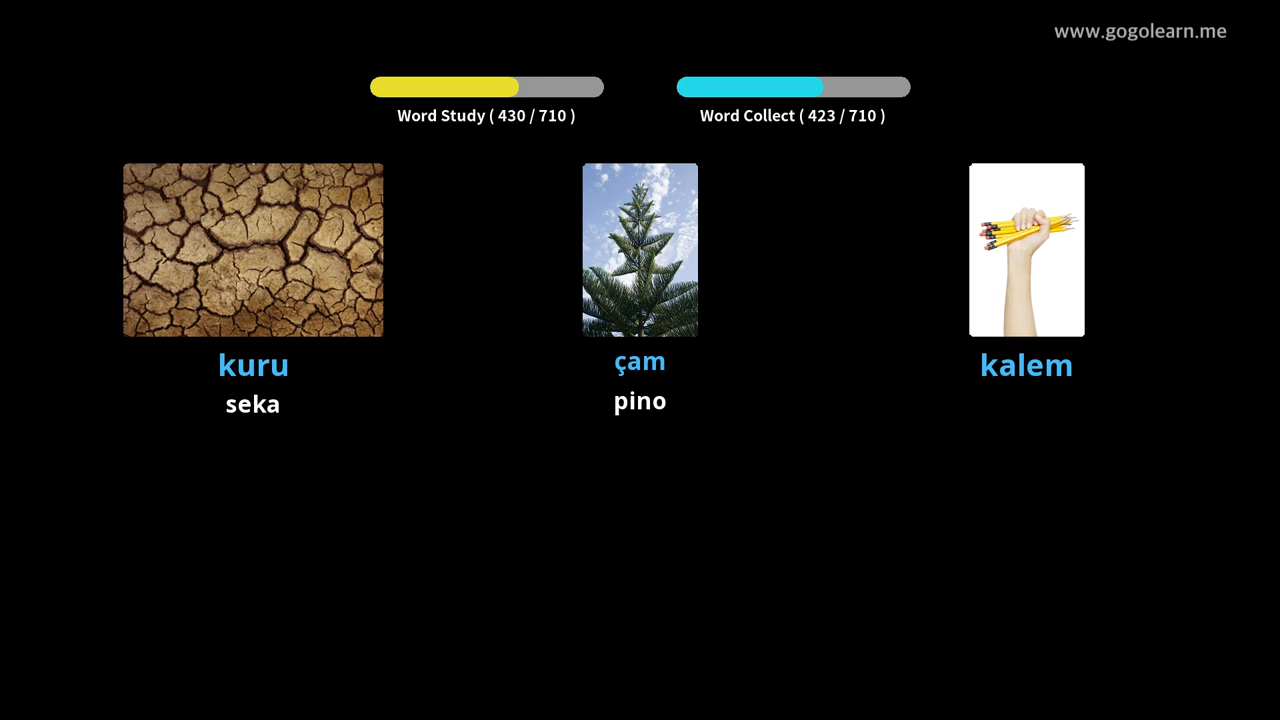 www.gogolearn.me
Word Study ( 430 / 710 )
Word Collect ( 423 / 710 )
kuru
seka
çam
pino
kalem